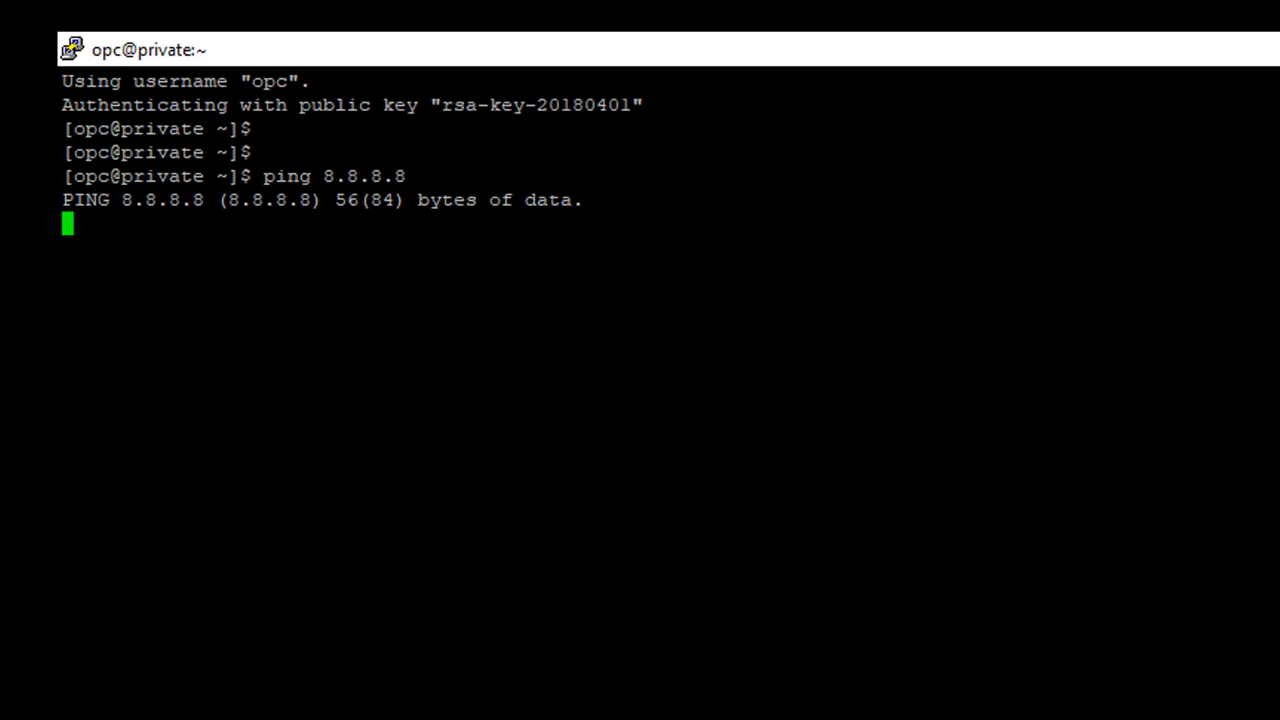 opc@private:~
Using username "opc".
Authenticating with public key "rsa-key-20180401"
[opc@private ~]$
[opc@private ~]$
[opc@private ~]$ ping 8.8.8.8
PING 8.8.8.8 (8.8.8.8) 56(84) bytes of data.